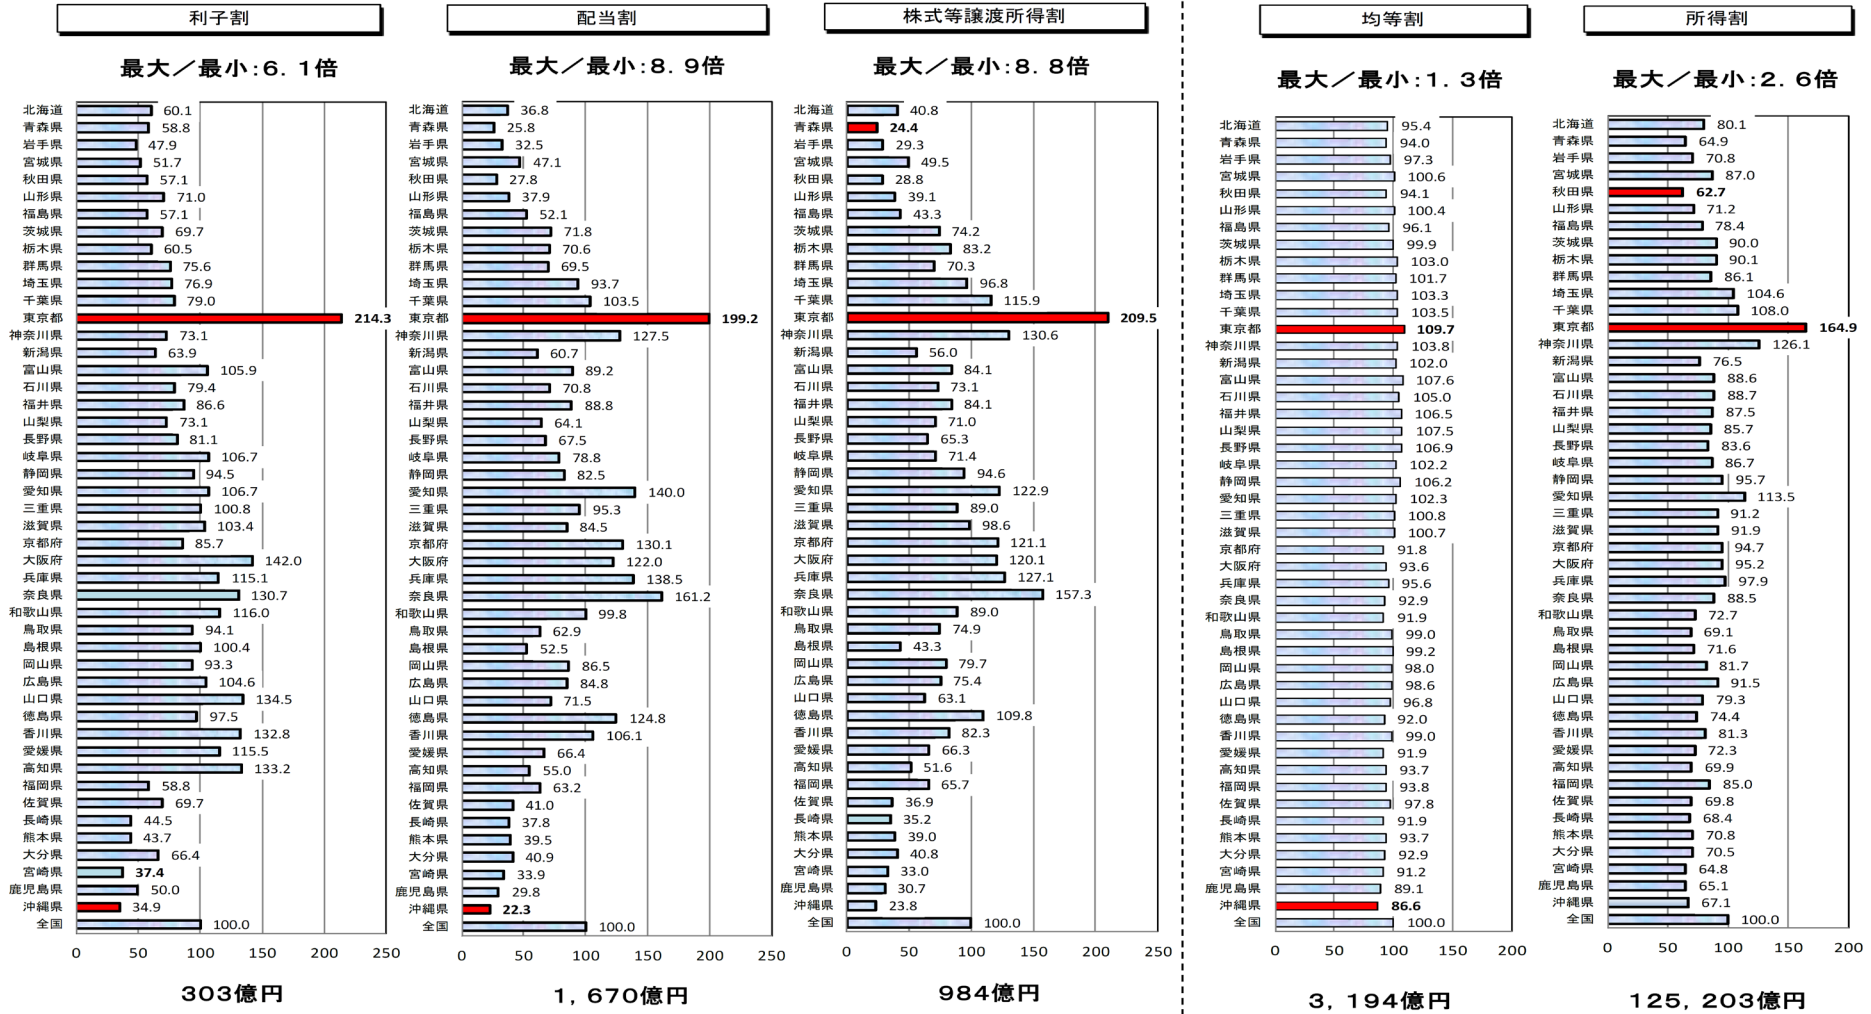 利子割
最大／最小：６．１倍
北海道 60.1
青森県 58.8
岩手県 47.9
宮城県 51.7
秋田県 57.1
山形県 71.0
福島県 57.1
茨城県 69.7
栃木県 60.5
群馬県 75.6
埼玉県 76.9
千葉県 79.0
東京都 214.3
神奈川県 73.1
新潟県 63.9
富山県 105.9
石川県 79.4
福井県 86.6
山梨県 73.1
長野県 81.1
岐阜県 106.7
静岡県 94.5
愛知県 106.7
三重県 100.8
滋賀県 103.4
京都府 85.7
大阪府 142.0
兵庫県 115.1
奈良県 130.7
和歌山県 116.0
鳥取県 94.1
島根県 100.4
岡山県 93.3
広島県 104.6
山口県 134.5
徳島県 97.5
香川県 132.8
愛媛県 115.5
高知県 133.2
福岡県 58.8
佐賀県 69.7
長崎県 44.5
熊本県 43.7
大分県 66.4
宮崎県 37.4
鹿児島県 50.0
沖縄県 34.9
全国 100.0
0 50 100 150 200 250
303億円
配当割
最大／最小：８．９倍
北海道 36.8
青森県 25.8
岩手県 32.5
宮城県 47.1
秋田県 27.8
山形県 37.9
福島県 52.1
茨城県 71.8
栃木県 70.6
群馬県 69.5
埼玉県 93.7
千葉県 103.5
東京都 199.2
神奈川県 127.5
新潟県 60.7
富山県 89.2
石川県 70.8
福井県 88.8
山梨県 64.1
長野県 67.5
岐阜県 78.8
静岡県 82.5
愛知県 140.0
三重県 95.3
滋賀県 84.5
京都府 130.1
大阪府 122.0
兵庫県 138.5
奈良県 161.2
和歌山県 99.8
鳥取県 62.9
島根県 52.5
岡山県 86.5
広島県 84.8
山口県 71.5
徳島県 124.8
香川県 106.1
愛媛県 66.4
高知県 55.0
福岡県 63.2
佐賀県 41.0
長崎県 37.8
熊本県 39.5
大分県 40.9
宮崎県 33.9
鹿児島県 29.8
沖縄県 22.3
全国 100.0
0 50 100 150 200 250
１，６７０億円
株式等譲渡所得割
最大／最小：８．８倍
北海道 40.8
青森県 24.4
岩手県 29.3
宮城県 49.5
秋田県 28.8
山形県 39.1
福島県 43.3
茨城県 74.2
栃木県 83.2
群馬県 70.3
埼玉県 96.8
千葉県 115.9
東京都 209.5
神奈川県 130.6
新潟県 56.0
富山県 84.1
石川県 73.1
福井県 84.1
山梨県 71.0
長野県 65.3
岐阜県 71.4
静岡県 94.6
愛知県 122.9
三重県 89.0
滋賀県 98.6
京都府 121.1
大阪府 120.1
兵庫県 127.1
奈良県 157.3
和歌山県 89.0
鳥取県 74.9
島根県 43.3
岡山県 79.7
広島県 75.4
山口県 63.1
徳島県 109.8
香川県 82.3
愛媛県 66.3
高知県 51.6
福岡県 65.7
佐賀県 36.9
長崎県 35.2
熊本県 39.0
大分県 40.8
宮崎県 33.0
鹿児島県 30.7
沖縄県 23.8
全国 100.0
0 50 100 150 200 250
984億円
均等割
最大／最小：１．３倍
北海道 95.4
青森県 94.0
岩手県 97.3
宮城県 100.6
秋田県 94.1
山形県 100.4
福島県 96.1
茨城県 99.9
栃木県 103.0
群馬県 101.7
埼玉県 103.3
千葉県 103.5
東京都 109.7
神奈川県 103.8
新潟県 102.0
富山県 107.6
石川県 105.0
福井県 106.5
山梨県 107.5
長野県 106.9
岐阜県 102.2
静岡県 106.2
愛知県 102.3
三重県 100.8
滋賀県 100.7
京都府 91.8
大阪府 93.6
兵庫県 95.6
奈良県 92.9
和歌山県 91.9
鳥取県 99.0
島根県 99.2
岡山県 98.0
広島県 98.6
山口県 96.8
徳島県 92.0
香川県 99.0
愛媛県 91.9
高知県 93.7
福岡県 93.8
佐賀県 97.8
長崎県 91.9
熊本県 93.7
大分県 92.9
宮崎県 91.2
鹿児島県 89.1
沖縄県 86.6
全国 100.0
0 50 100 150 200
３，１９４億円
所得割
最大／最小：２．６倍
北海道 80.1
青森県 64.9
岩手県 70.8
宮城県 87.0
秋田県 62.7
山形県 71.2
福島県 78.4
茨城県 90.0
栃木県 90.1
群馬県 86.1
埼玉県 104.6
千葉県 108.0
東京都 164.9
神奈川県 126.1
新潟県 76.5
富山県 88.6
石川県 88.7
福井県 87.5
山梨県 85.7
長野県 83.6
岐阜県 86.7
静岡県 95.7
愛知県 113.5
三重県 91.2
滋賀県 91.9
京都府 94.7
大阪府 95.2
兵庫県 97.9
奈良県 88.5
和歌山県 72.7
鳥取県 69.1
島根県 71.6
岡山県 81.7
広島県 91.5
山口県 79.3
徳島県 74.4
香川県 81.3
愛媛県 72.3
高知県 69.9
福岡県 85.0
佐賀県 69.8
長崎県 68.4
熊本県 70.8
大分県 70.5
宮崎県 64.8
鹿児島県 65.1
沖縄県 67.1
全国 100.0
0 50 100 150 200
１２５，２０３億円